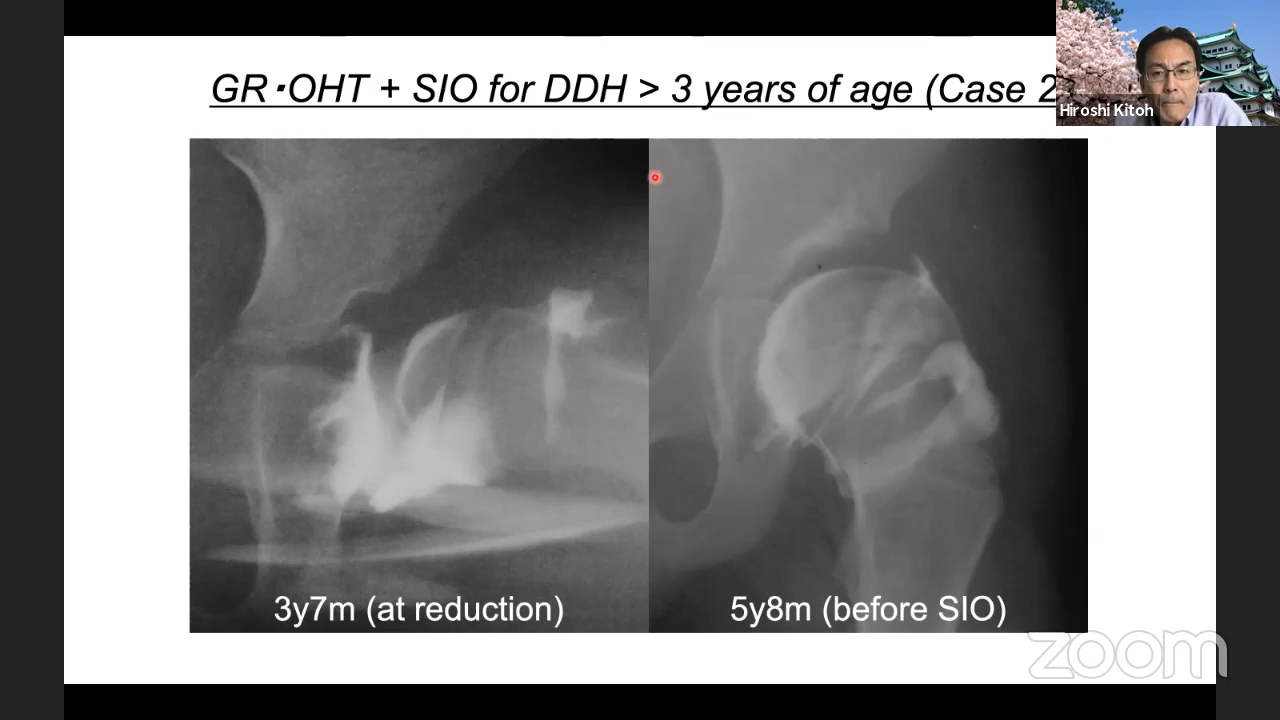 GR・OHT + SIO for DDH > 3 years of age (Case 2
Hiroshi Kitoh
3y7m (at reduction)
5y8m (before SIO)
zoom